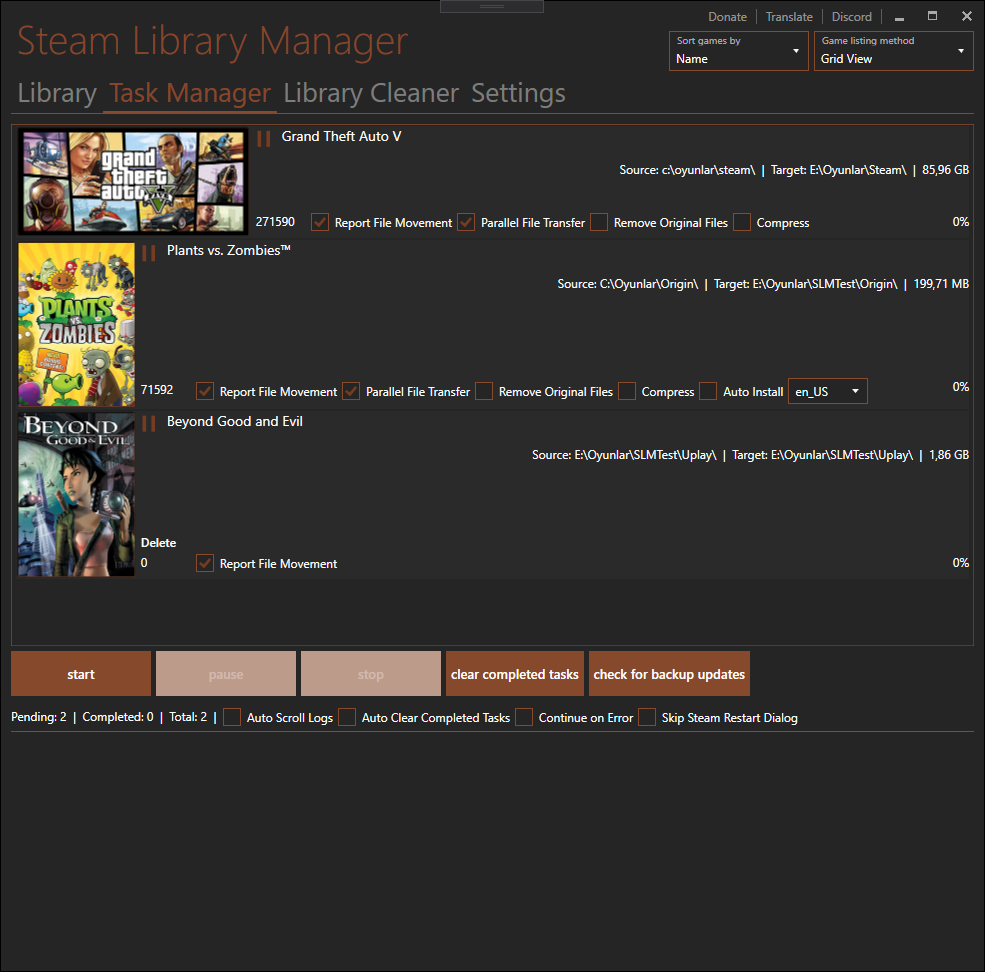 Donate | Translate | Discord
Steam Library Manager
Sort games by
Name
Game listing method
Grid View
Library Task Manager Library Cleaner Settings
grand
theft
auto
V
Grand Theft Auto V
Source: c:\oyunlar\steam\ | Target: E:\Oyunlar\Steam\ | 85,96 GB
271590 Report File Movement Parallel File Transfer Remove Original Files Compress 0%
PLANTS
VS.
ZOMBIES
Plants vs. Zombies™
Source: C:\Oyunlar\Origin\ | Target: E:\Oyunlar\SLMTest\Origin\ | 199,71 MB
71592 Report File Movement Parallel File Transfer Remove Original Files Compress Auto Install en_US 0%
BEYOND
GOOD & EVIL
Beyond Good and Evil
Source: E:\Oyunlar\SLMTest\Uplay\ | Target: E:\Oyunlar\SLMTest\Uplay\ | 1,86 GB
Delete
0 Report File Movement 0%
start pause stop clear completed tasks check for backup updates
Pending: 2 | Completed: 0 | Total: 2 | Auto Scroll Logs Auto Clear Completed Tasks Continue on Error Skip Steam Restart Dialog